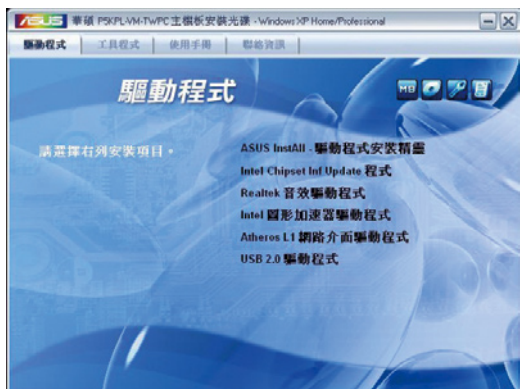 ASUS 華碩 P5KPL-VM-TWPC 主機板安裝光碟 - Windows XP Home/Professional
驅動程式 工具程式 使用手冊 聯絡資訊
驅動程式
MB
請選擇右列安裝項目。
ASUS InstAll - 驅動程式安裝精靈
Intel Chipset Inf Update 程式
Realtek 音效驅動程式
Intel 圖形加速器驅動程式
Atheros L1 網路介面驅動程式
USB 2.0 驅動程式